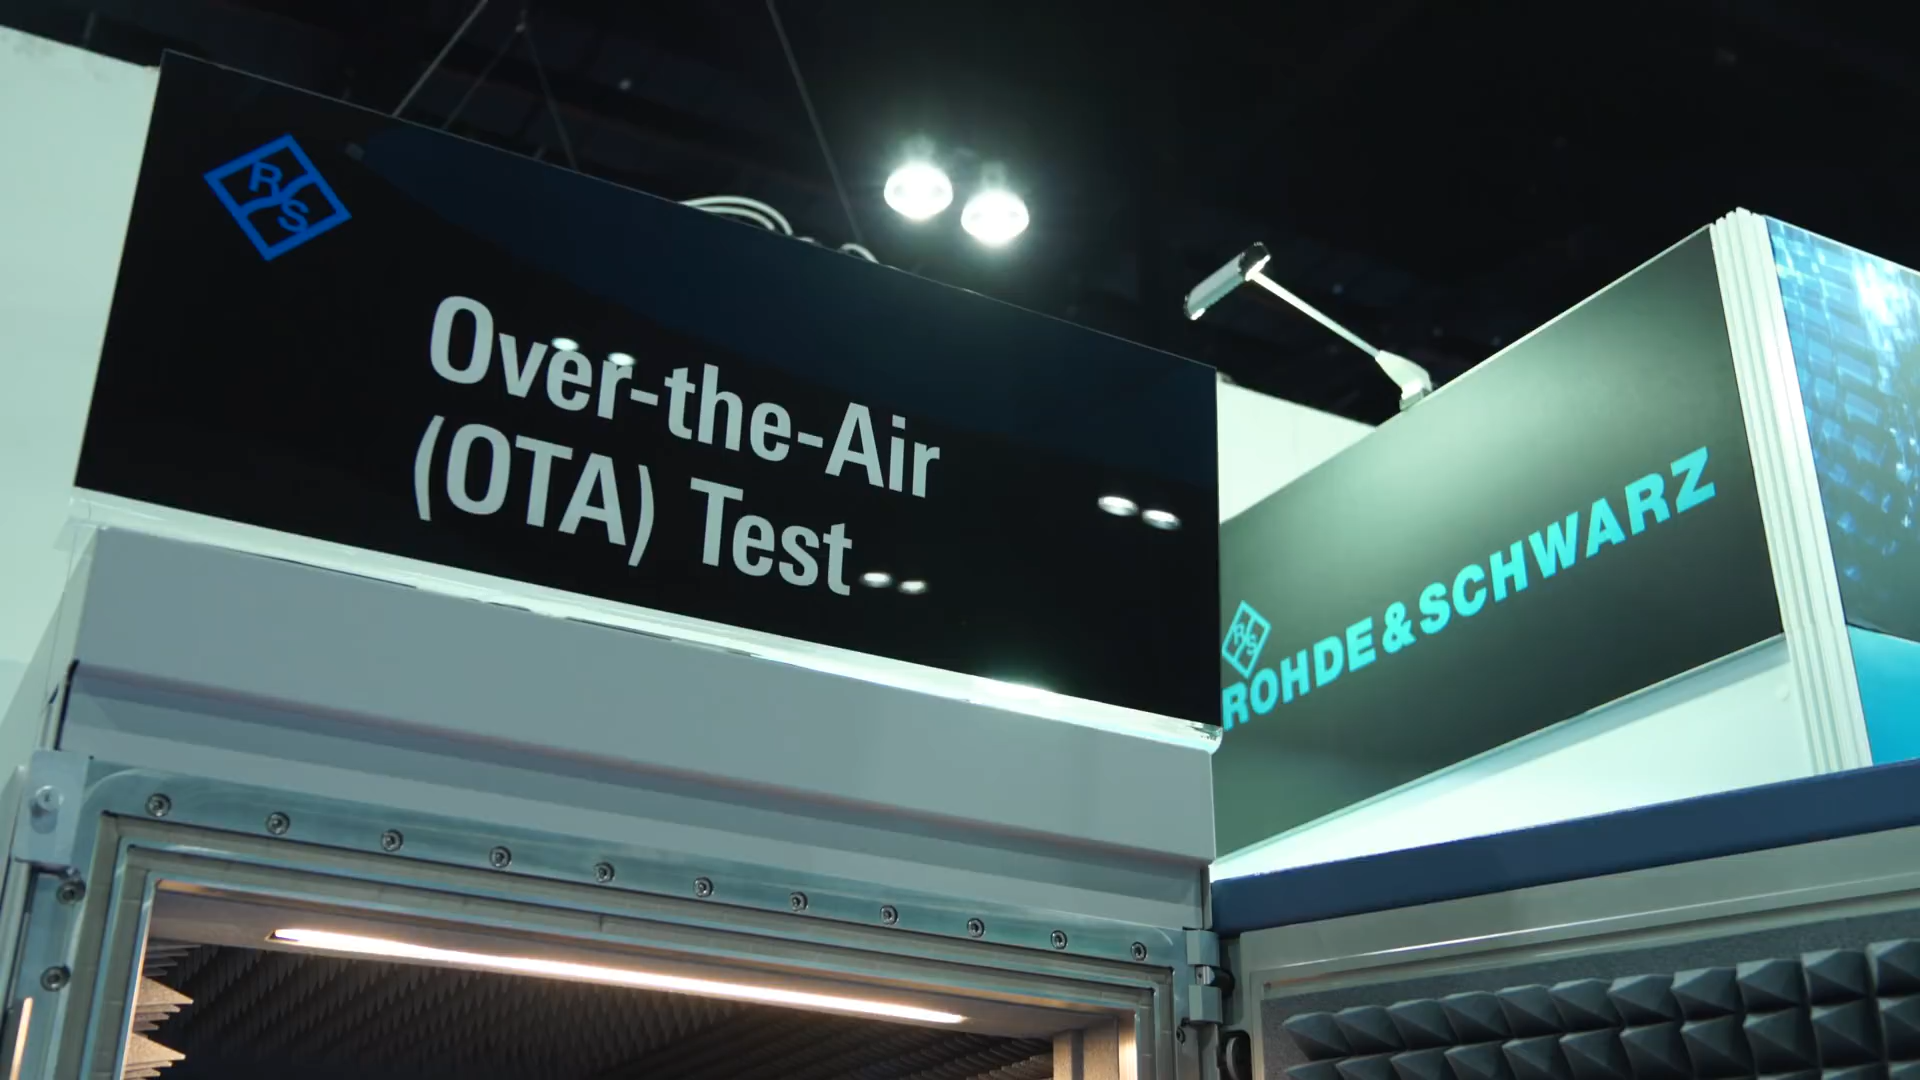 R S
Over-the-Air
(OTA) Test
R S
ROHDE & SCHWARZ